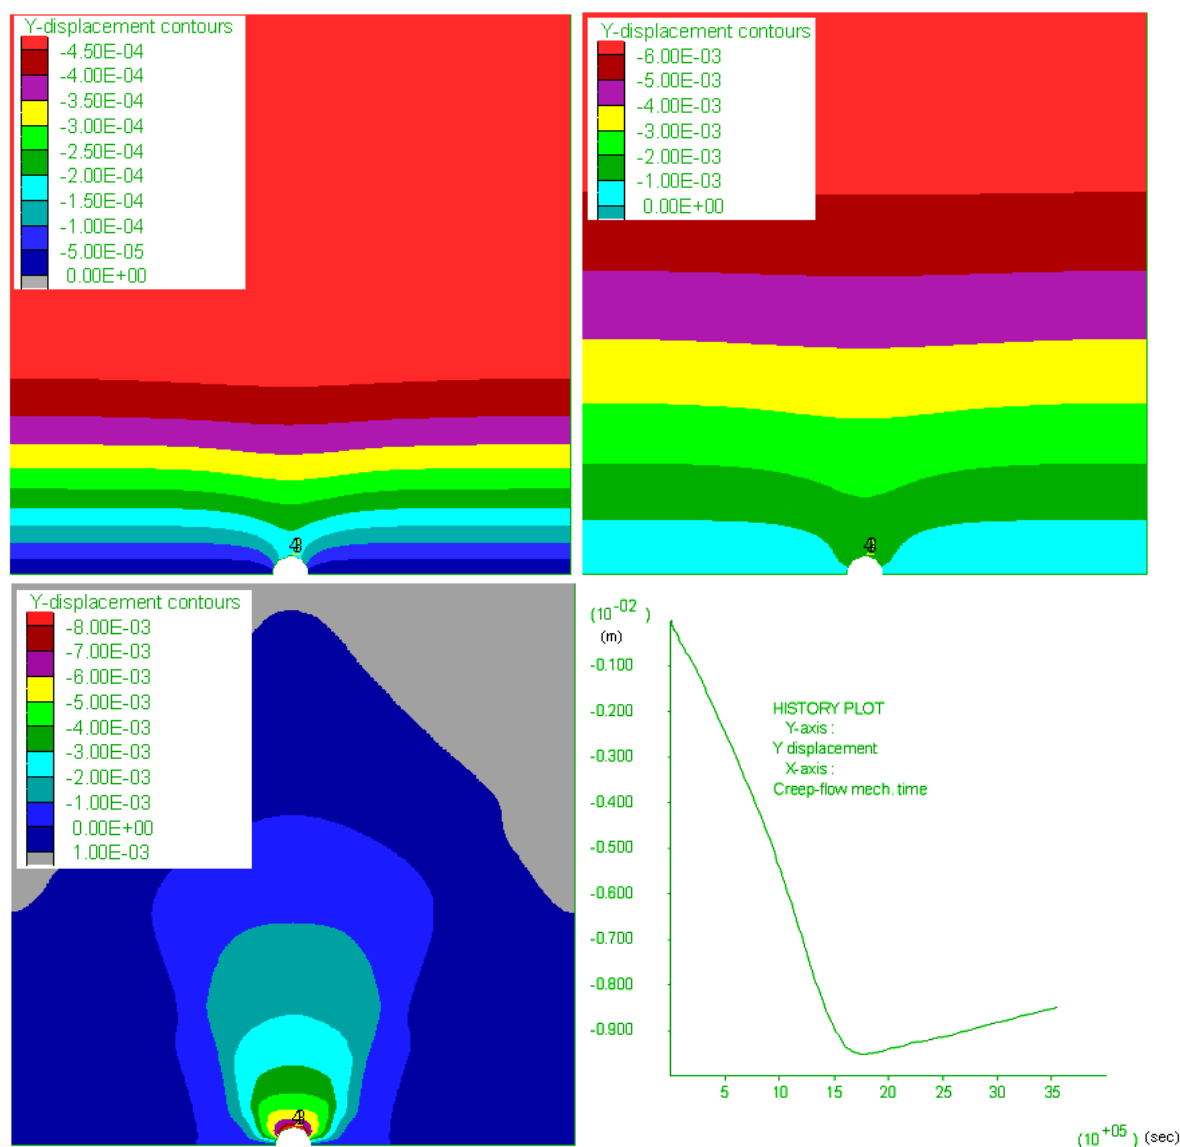 Y-displacement contours
-4.50E-04
-4.00E-04
-3.50E-04
-3.00E-04
-2.50E-04
-2.00E-04
-1.50E-04
-1.00E-04
-5.00E-05
0.00E+00
Y-displacement contours
-6.00E-03
-5.00E-03
-4.00E-03
-3.00E-03
-2.00E-03
-1.00E-03
0.00E+00
Y-displacement contours
-8.00E-03
-7.00E-03
-6.00E-03
-5.00E-03
-4.00E-03
-3.00E-03
-2.00E-03
-1.00E-03
0.00E+00
1.00E-03
(10 -02 )
(m)
-0.100
-0.200
-0.300
-0.400
-0.500
-0.600
-0.700
-0.800
-0.900
HISTORY PLOT
Y-axis :
Y displacement
X-axis :
Creep-flow mech. time
5 10 15 20 25 30 35
(10 +05 ) (sec)